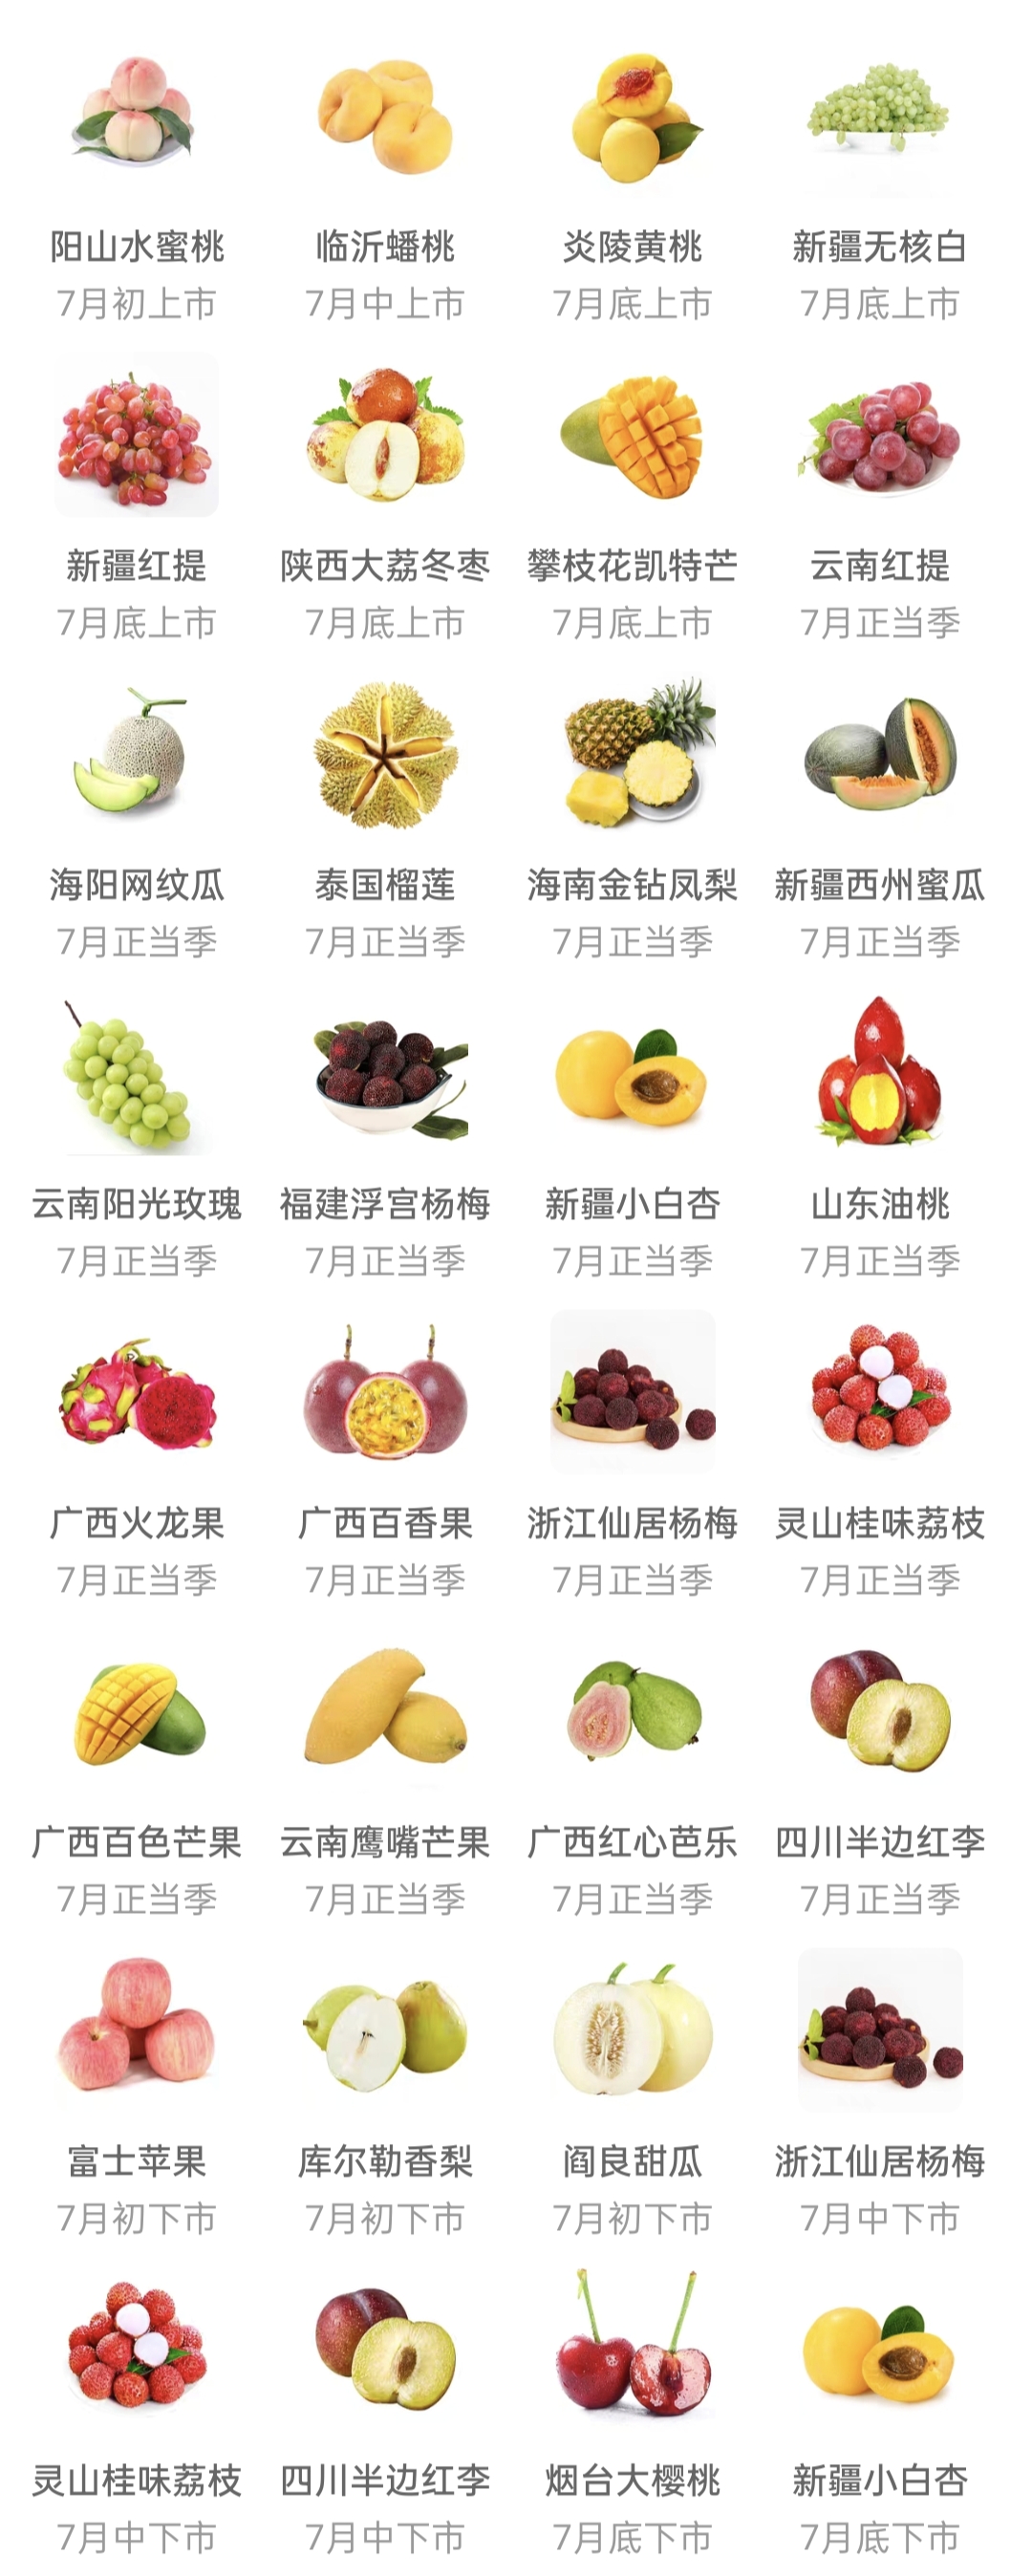 阳山水蜜桃 临沂蟠桃 炎陵黄桃 新疆无核白
7月初上市 7月中上市 7月底上市 7月底上市
新疆红提 陕西大荔冬枣 攀枝花凯特芒 云南红提
7月底上市 7月底上市 7月底上市 7月正当季
海阳网纹瓜 泰国榴莲 海南金钻凤梨 新疆西州蜜瓜
7月正当季 7月正当季 7月正当季 7月正当季
云南阳光玫瑰 福建浮宫杨梅 新疆小白杏 山东油桃
7月正当季 7月正当季 7月正当季 7月正当季
广西火龙果 广西百香果 浙江仙居杨梅 灵山桂味荔枝
7月正当季 7月正当季 7月正当季 7月正当季
广西百色芒果 云南鹰嘴芒果 广西红心芭乐 四川半边红李
7月正当季 7月正当季 7月正当季 7月正当季
富士苹果 库尔勒香梨 阎良甜瓜 浙江仙居杨梅
7月初下市 7月初下市 7月初下市 7月中下市
灵山桂味荔枝 四川半边红李 烟台大樱桃 新疆小白杏
7月中下市 7月中下市 7月底下市 7月底下市